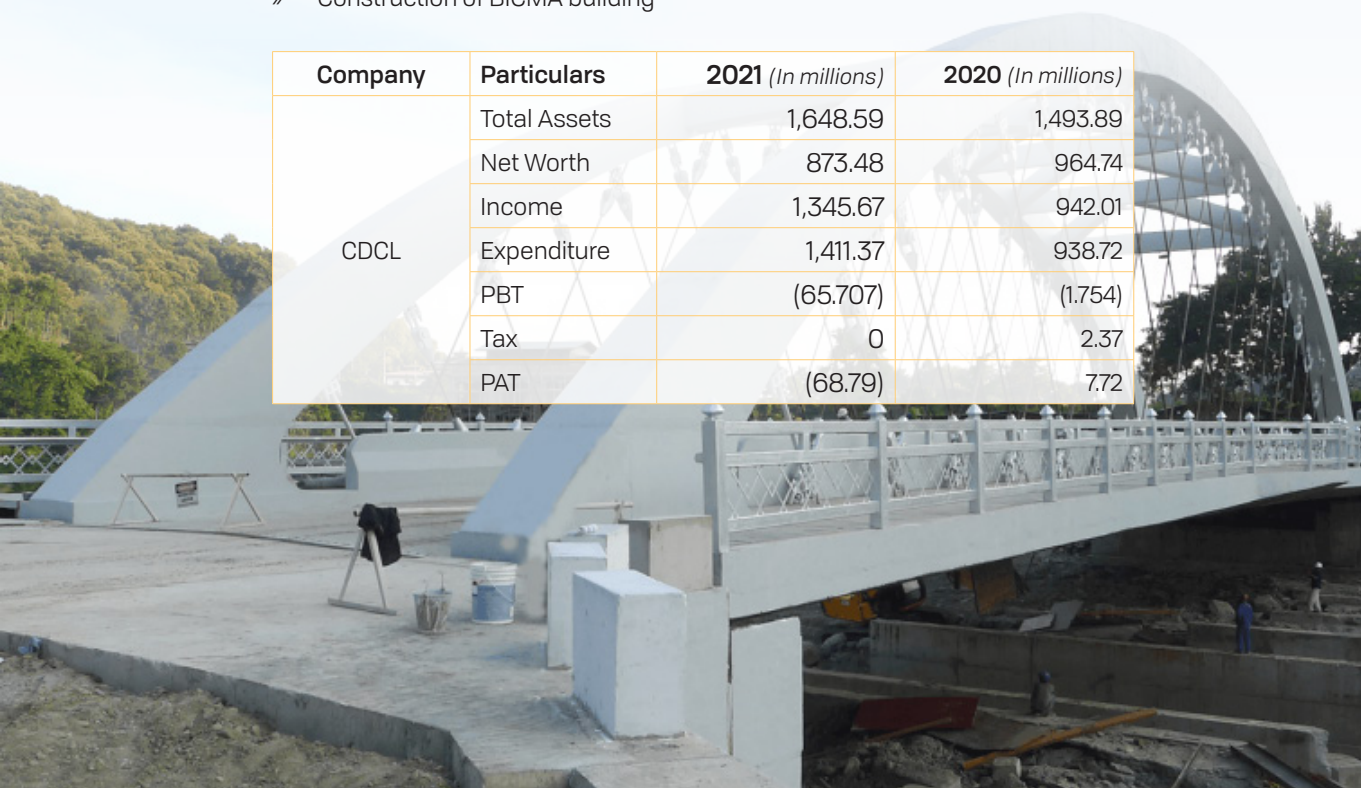 » Construction of BICMA building
Company Particulars 2021 (In millions) 2020 (In millions)
Total Assets 1,648.59 1,493.89
Net Worth 873.48 964.74
Income 1,345.67 942.01
CDCL Expenditure 1,411.37 938.72
PBT (65.707) (1.754)
Tax 0 2.37
PAT (68.79) 7.72